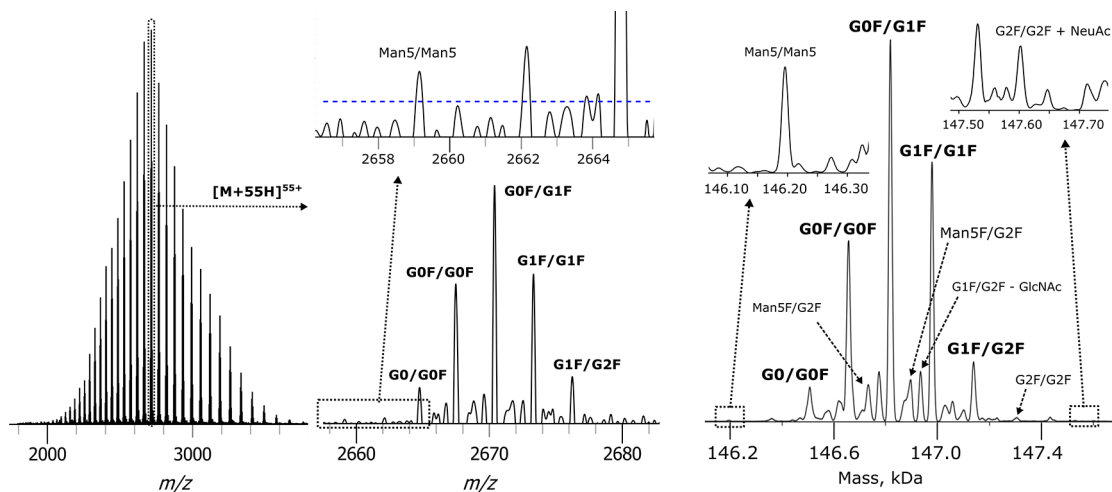 [M+55H]55+
2000
3000
m/z
Man5/Man5
2658
2660
2662
2664
G0F/G1F
G0F/G0F
G1F/G1F
G0/G0F
G1F/G2F
2660
2670
2680
m/z
G0F/G1F
G2F/G2F + NeuAc
Man5/Man5
147.50
147.60
147.70
G1F/G1F
146.10
146.20
146.30
G0F/G0F
Man5F/G2F
G1F/G2F - GlcNAc
Man5F/G2F
G1F/G2F
G0/G0F
G2F/G2F
146.2
146.6
147.0
147.4
Mass, kDa